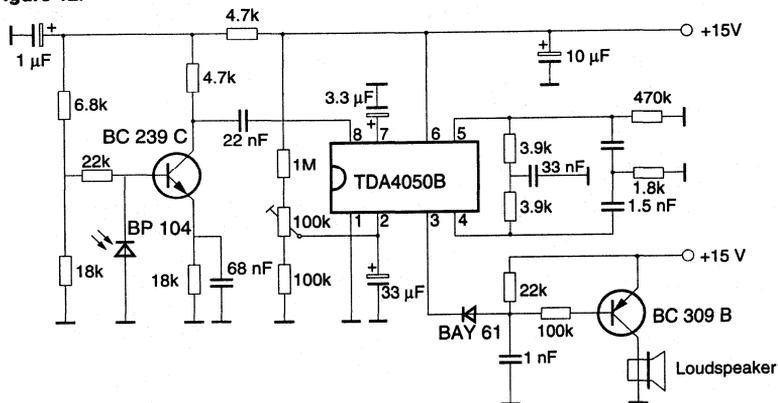 4.7k
+15V
+
1 µF
+
10 µF
4.7k
6.8k
3.3 µF
+
470k
BC 239 C
22 nF
8 7 6 5
22k
1M
TDA4050B
3.9k
33 nF
1.8k
3.9k
1.5 nF
BP 104
100k
1 2 3 4
18k
18k
68 nF
100k
+
33 µF
+15 V
22k
BC 309 B
BAY 61
100k
1 nF
Loudspeaker